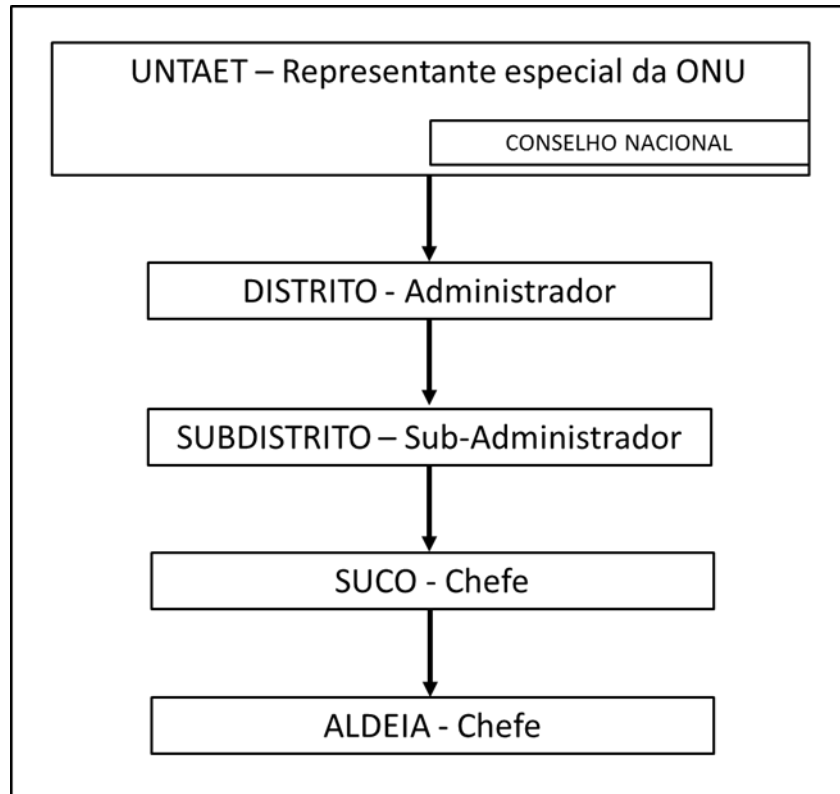 UNTAET – Representante especial da ONU
CONSELHO NACIONAL
DISTRITO - Administrador
SUBDISTRITO – Sub-Administrador
SUCO - Chefe
ALDEIA - Chefe